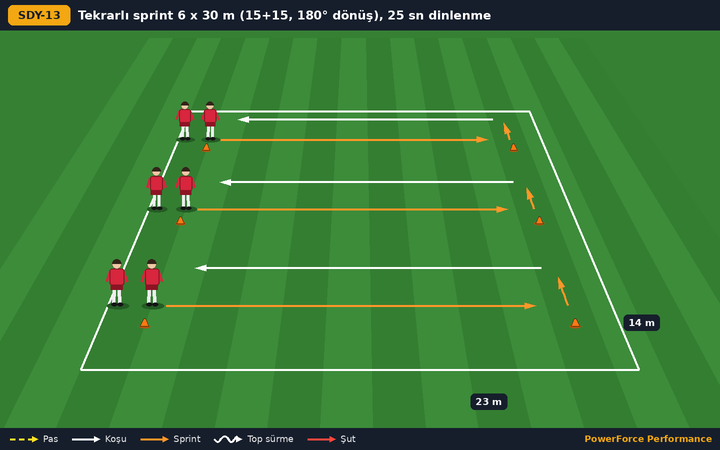 SDY-13 Tekrarlı sprint 6 x 30 m (15+15, 180° dönüş), 25 sn dinlenme
14 m
23 m
Pas Koşu Sprint Top sürme Şut PowerForce Performance